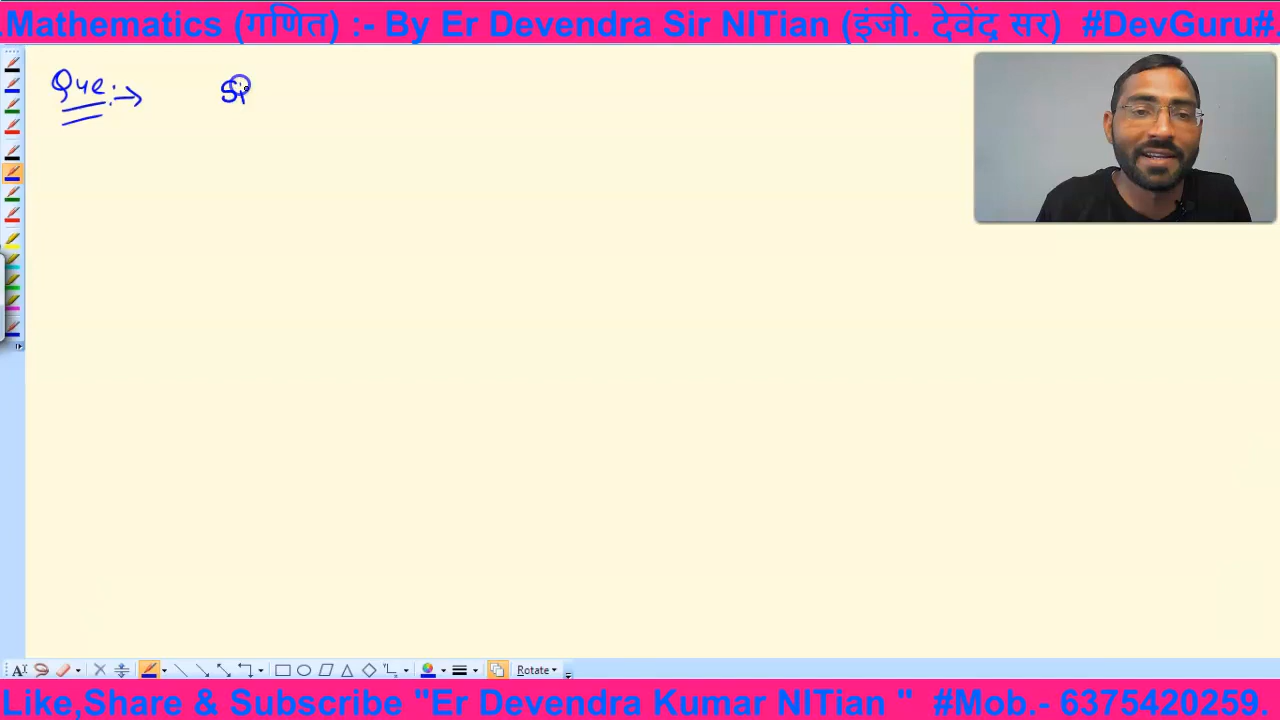 .Mathematics (गणित) :- By Er Devendra Sir NITian (इंजी. देवेंद्र सर) #DevGuru#.
Que :→ Si
Rotate
Like,Share & Subscribe "Er Devendra Kumar NITian " #Mob.- 6375420259.